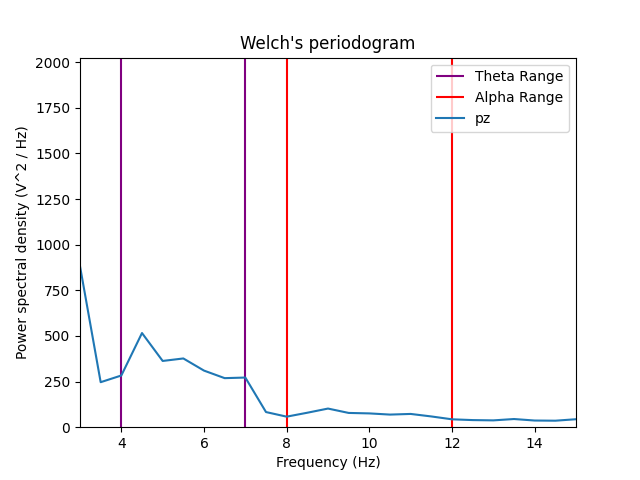 Welch's periodogram
Power spectral density (V^2 / Hz)
2000
1750
1500
1250
1000
750
500
250
0
4
6
8
10
12
14
Frequency (Hz)
Theta Range
Alpha Range
pz